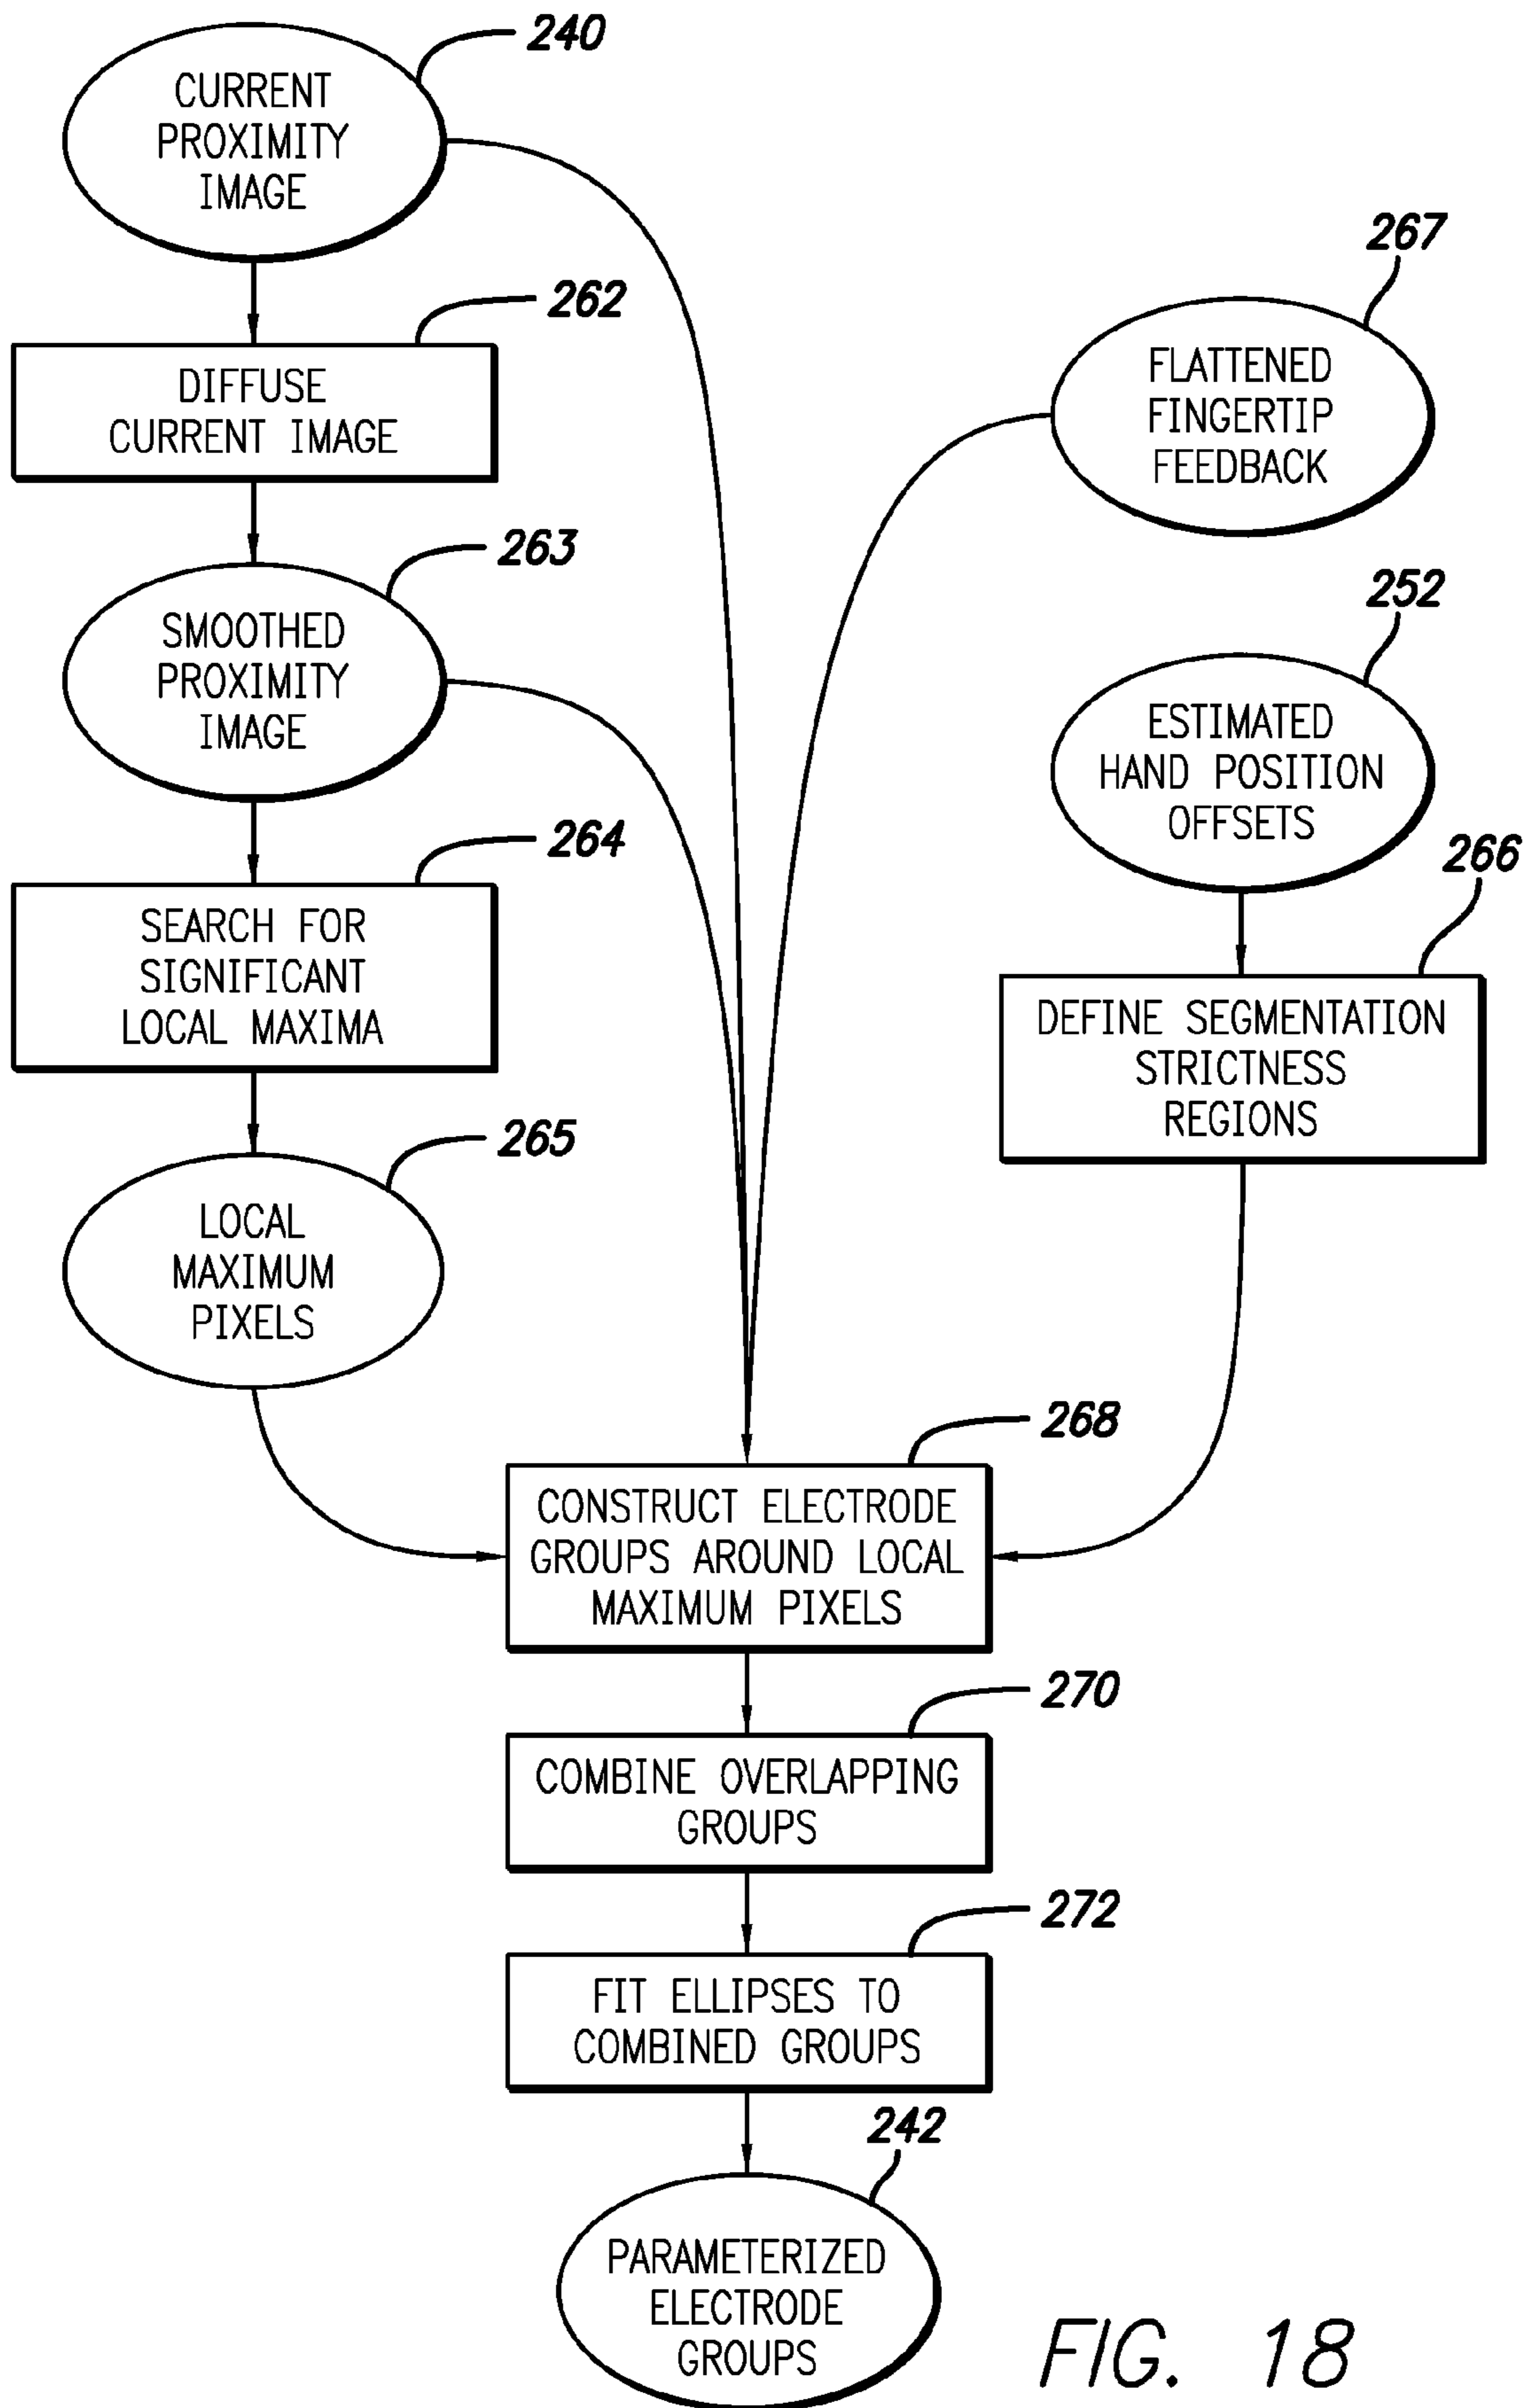 240
CURRENT
PROXIMITY
IMAGE
262
DIFFUSE
CURRENT IMAGE
263
SMOOTHED
PROXIMITY
IMAGE
264
SEARCH FOR
SIGNIFICANT
LOCAL MAXIMA
265
LOCAL
MAXIMUM
PIXELS
267
FLATTENED
FINGERTIP
FEEDBACK
252
ESTIMATED
HAND POSITION
OFFSETS
266
DEFINE SEGMENTATION
STRICTNESS
REGIONS
268
CONSTRUCT ELECTRODE
GROUPS AROUND LOCAL
MAXIMUM PIXELS
270
COMBINE OVERLAPPING
GROUPS
272
FIT ELLIPSES TO
COMBINED GROUPS
242
PARAMETERIZED
ELECTRODE
GROUPS
FIG. 18